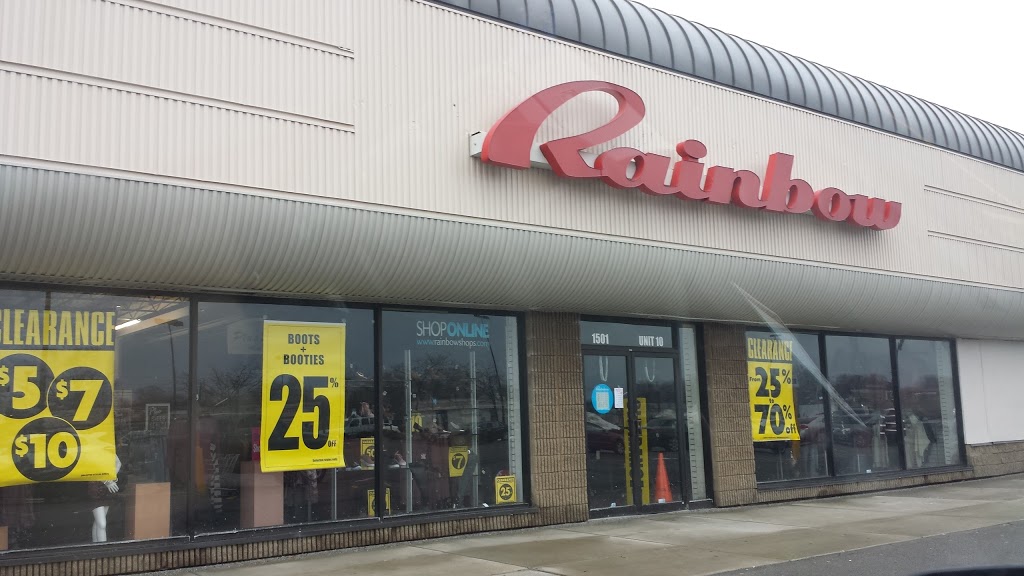 Rainbow
CLEARANCE
$5
$7
$10
BOOTS
+
BOOTIES
25%
Off
SHOPONLINE
www.rainbowshops.com
7
25
1501 UNIT 10
CLEARANCE
From
25%
to
70%
off